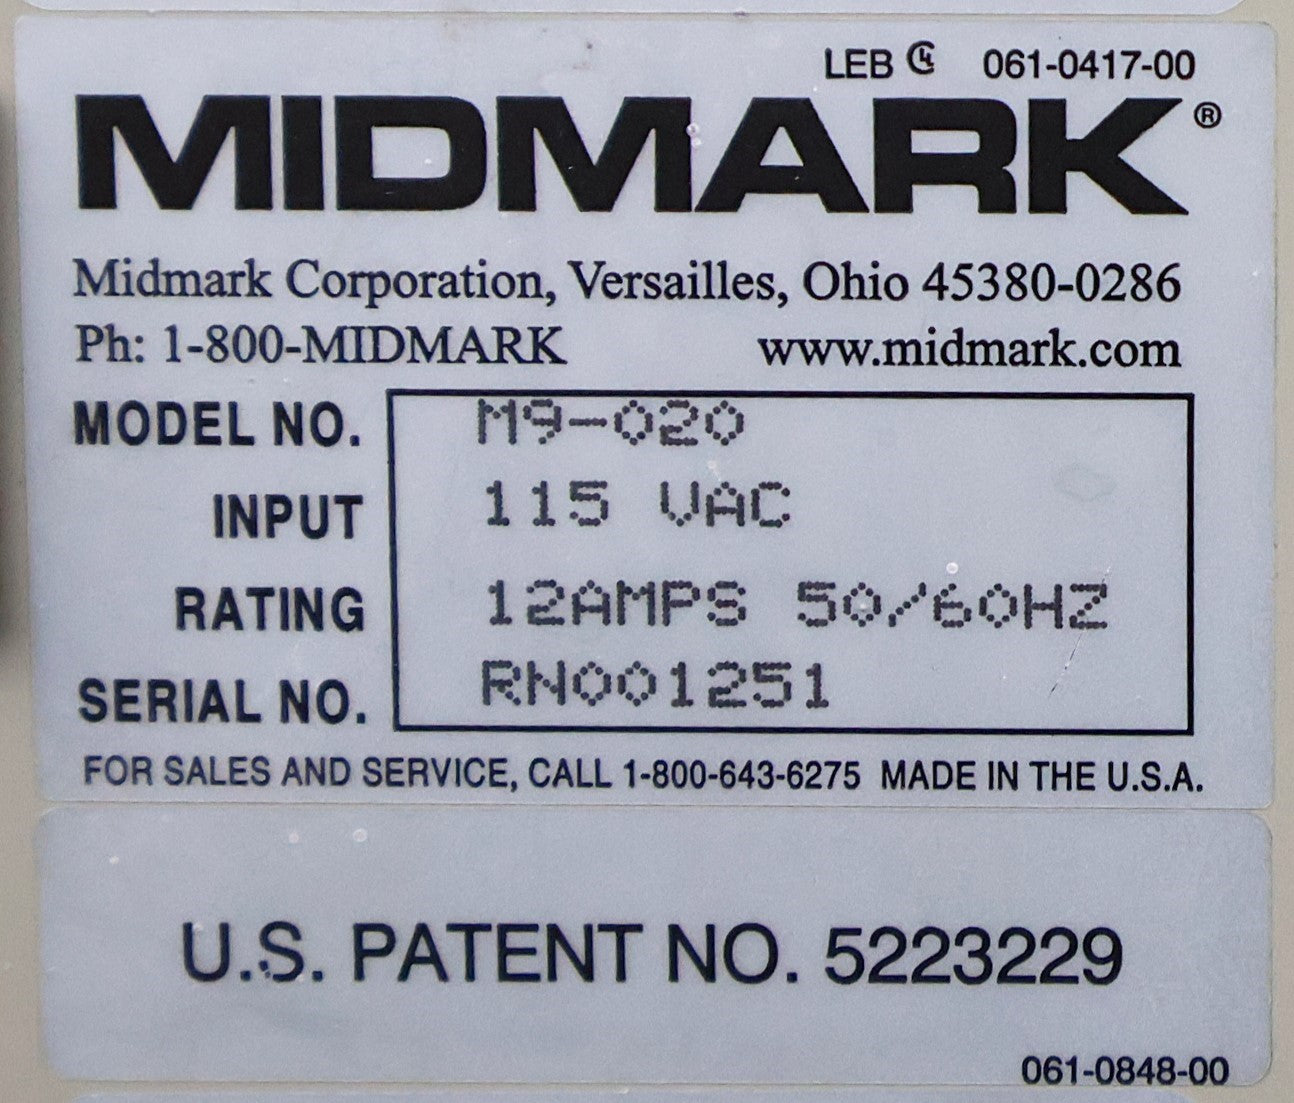 LEB 061-0417-00
MIDMARK®
Midmark Corporation, Versailles, Ohio 45380-0286
Ph: 1-800-MIDMARK www.midmark.com
MODEL NO. M9-020
INPUT 115 VAC
RATING 12AMPS 50/60HZ
SERIAL NO. RN001251
FOR SALES AND SERVICE, CALL 1-800-643-6275 MADE IN THE U.S.A.
U.S. PATENT NO. 5223229
061-0848-00